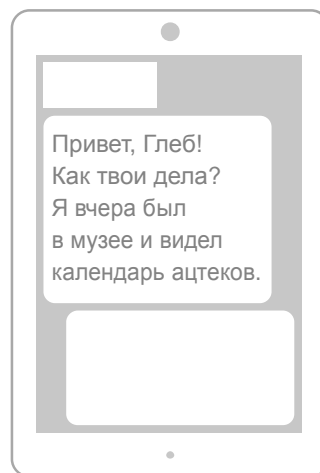 Привет, Глеб!
Как твои дела?
Я вчера был
в музее и видел
календарь ацтеков.